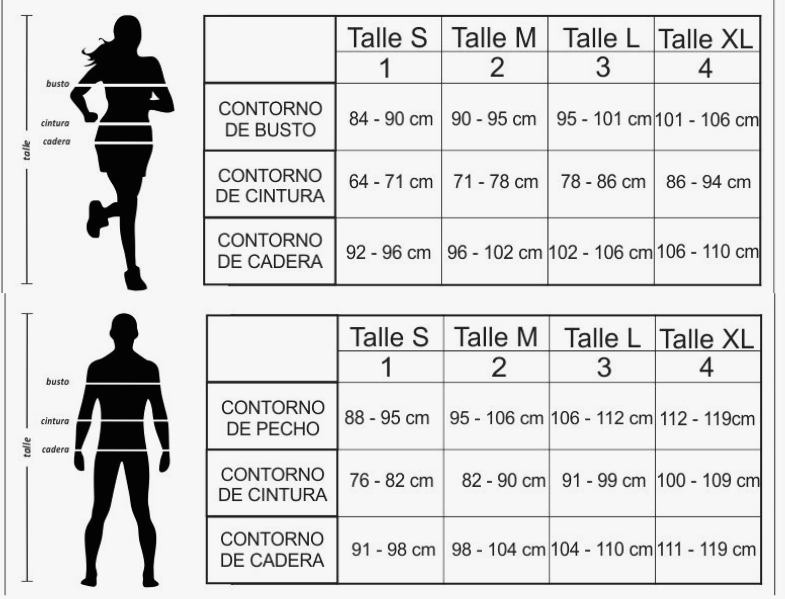 Talle S Talle M Talle L Talle XL
1 2 3 4
busto
cintura
cadera
talle
CONTORNO
DE BUSTO
84 - 90 cm 90 - 95 cm 95 - 101 cm 101 - 106 cm
CONTORNO
DE CINTURA
64 - 71 cm 71 - 78 cm 78 - 86 cm 86 - 94 cm
CONTORNO
DE CADERA
92 - 96 cm 96 - 102 cm 102 - 106 cm 106 - 110 cm
Talle S Talle M Talle L Talle XL
1 2 3 4
busto
cintura
cadera
talle
CONTORNO
DE PECHO
88 - 95 cm 95 - 106 cm 106 - 112 cm 112 - 119cm
CONTORNO
DE CINTURA
76 - 82 cm 82 - 90 cm 91 - 99 cm 100 - 109 cm
CONTORNO
DE CADERA
91 - 98 cm 98 - 104 cm 104 - 110 cm 111 - 119 cm